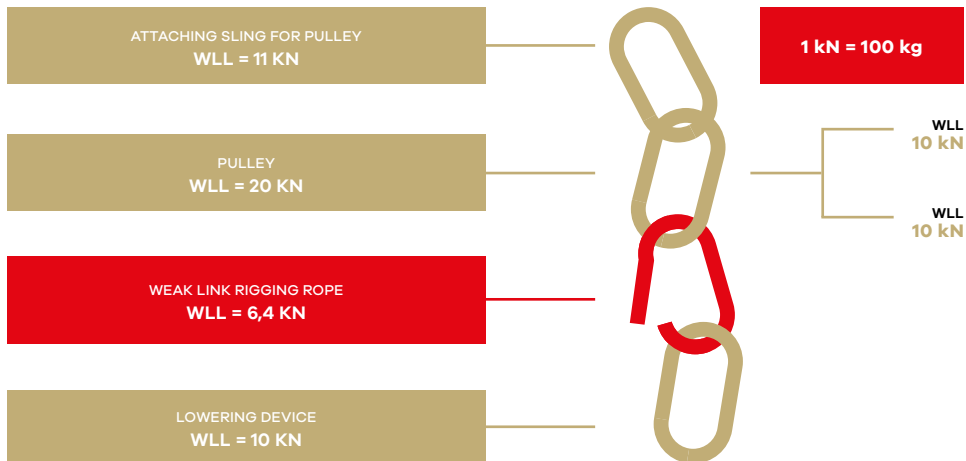 ATTACHING SLING FOR PULLEY
WLL = 11 KN
1 kN = 100 kg
PULLEY
WLL = 20 KN
WLL
10 kN
WLL
10 kN
WEAK LINK RIGGING ROPE
WLL = 6,4 KN
LOWERING DEVICE
WLL = 10 KN